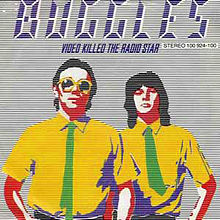 BUGGLES
VIDEO KILLED THE RADIO STAR
STEREO 100 924-100